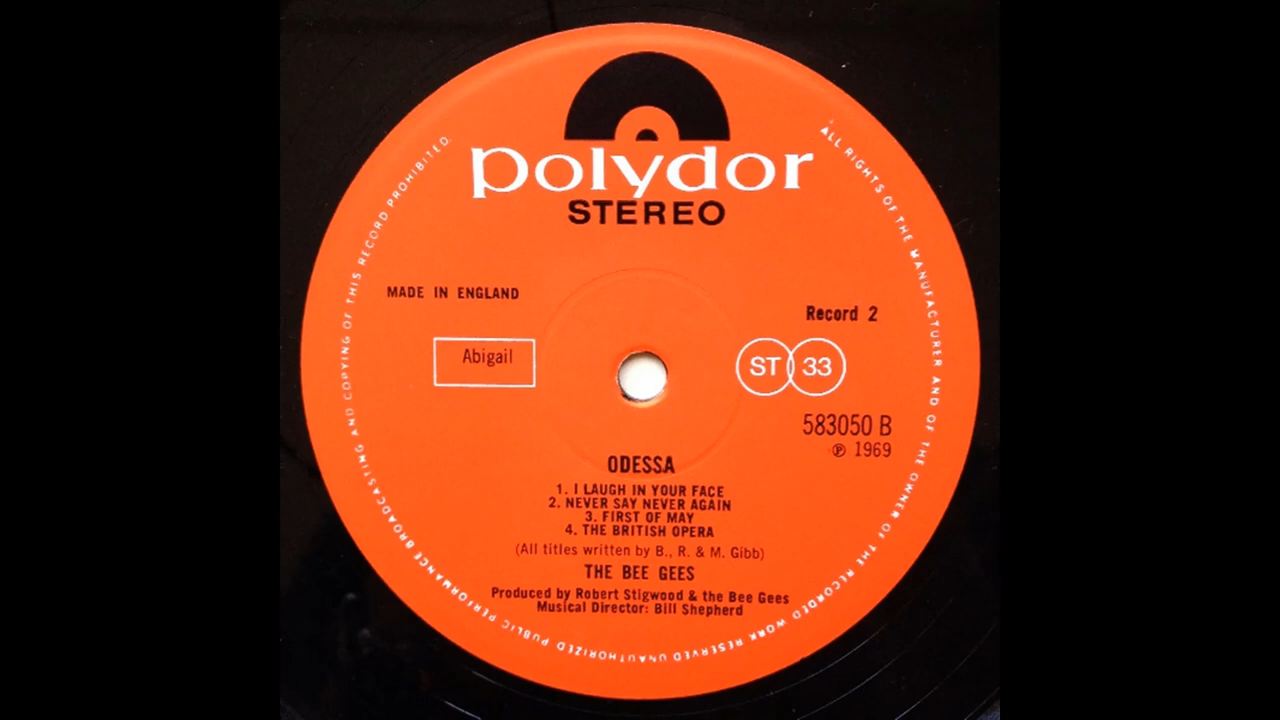 polydor
STEREO
MADE IN ENGLAND
Record 2
Abigail
ST 33
583050 B
℗ 1969
ODESSA
1. I LAUGH IN YOUR FACE
2. NEVER SAY NEVER AGAIN
3. FIRST OF MAY
4. THE BRITISH OPERA
(All titles written by B., R. & M. Gibb)
THE BEE GEES
Produced by Robert Stigwood & the Bee Gees
Musical Director: Bill Shepherd
ALL RIGHTS OF THE MANUFACTURER AND OF THE OWNER OF THE RECORDED WORK RESERVED UNAUTHORIZED PUBLIC PERFORMANCE BROADCASTING AND COPYING OF THIS RECORD PROHIBITED.